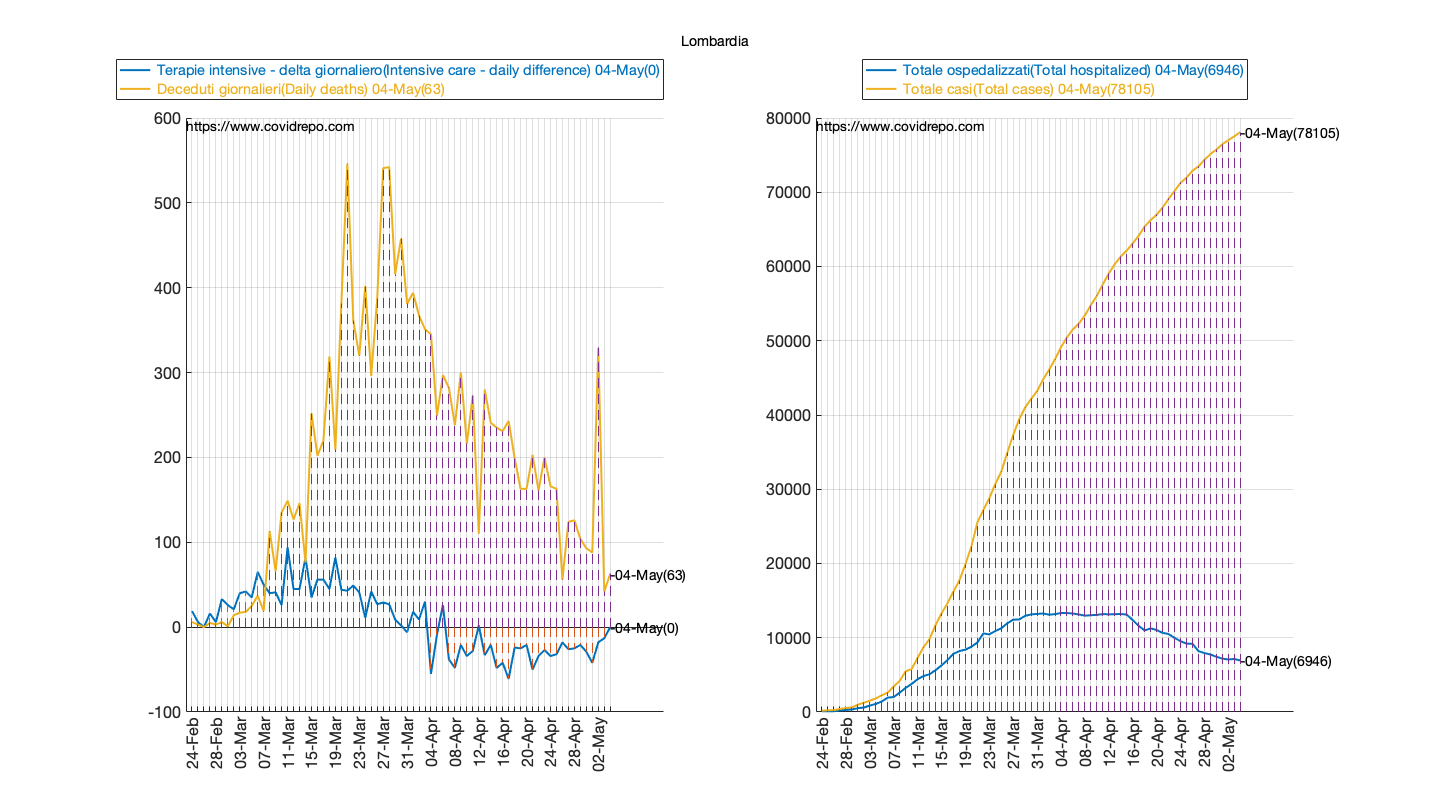 Lombardia
Terapie intensive - delta giornaliero(Intensive care - daily difference) 04-May(0)
Deceduti giornalieri(Daily deaths) 04-May(63)
https://www.covidrepo.com
600
500
400
300
200
100
0
-100
04-May(63)
04-May(0)
24-Feb
28-Feb
03-Mar
07-Mar
11-Mar
15-Mar
19-Mar
23-Mar
27-Mar
31-Mar
04-Apr
08-Apr
12-Apr
16-Apr
20-Apr
24-Apr
28-Apr
02-May
Totale ospedalizzati(Total hospitalized) 04-May(6946)
Totale casi(Total cases) 04-May(78105)
https://www.covidrepo.com
80000
70000
60000
50000
40000
30000
20000
10000
0
04-May(78105)
04-May(6946)
24-Feb
28-Feb
03-Mar
07-Mar
11-Mar
15-Mar
19-Mar
23-Mar
27-Mar
31-Mar
04-Apr
08-Apr
12-Apr
16-Apr
20-Apr
24-Apr
28-Apr
02-May